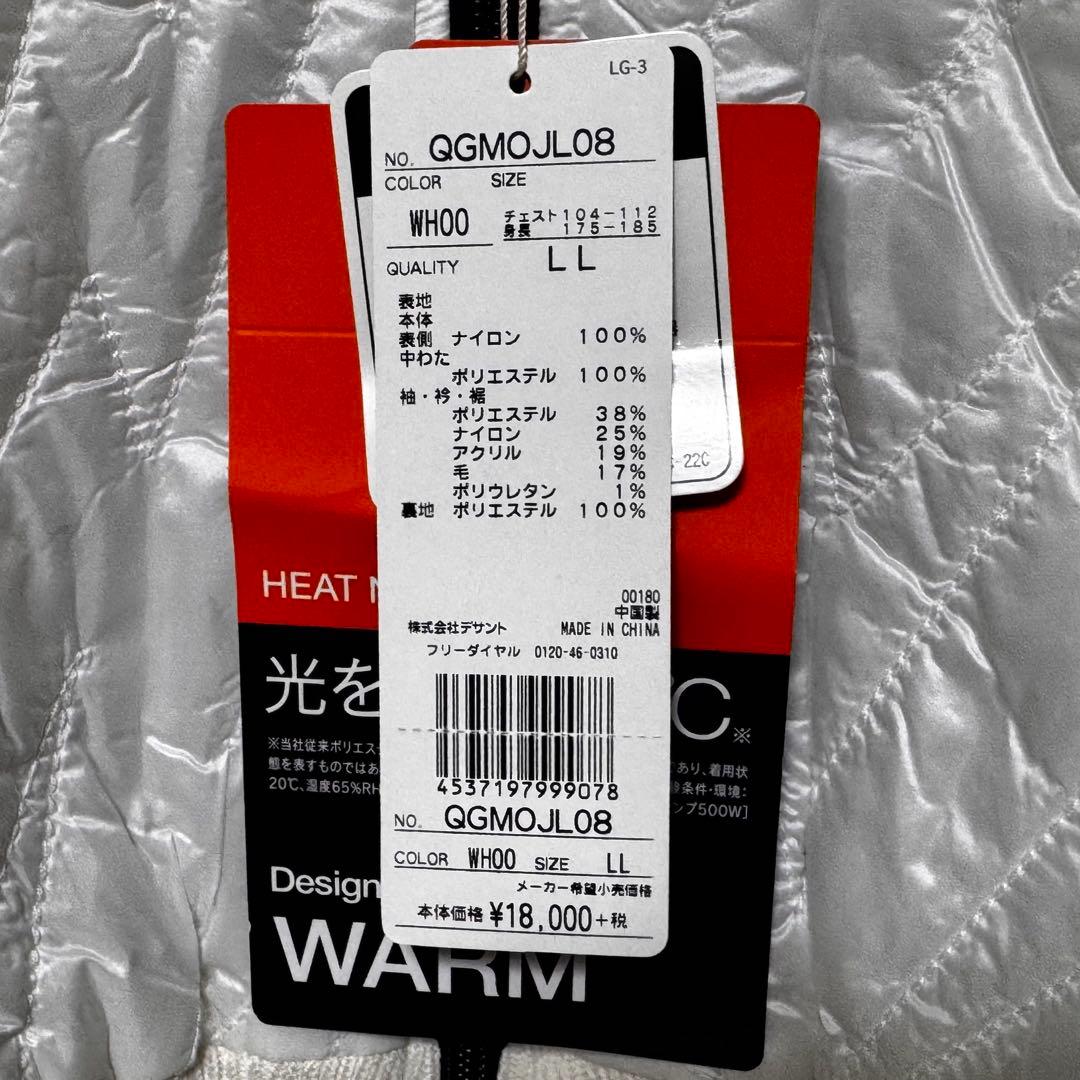 LG-3
NO. QGMOJL08
COLOR SIZE
WH00 チェスト 104-112
身長 175-185
LL
QUALITY
表地
本体
表側 ナイロン 100%
中わた
ポリエステル 100%
袖・衿・裾
ポリエステル 38%
ナイロン 25%
アクリル 19%
毛 17%
ポリウレタン 1%
裏地 ポリエステル 100%
00180
中国製
株式会社デサント MADE IN CHINA
フリーダイヤル 0120-46-0310
4537197999078
NO. QGMOJL08
COLOR WH00 SIZE LL
メーカー希望小売価格
本体価格 ¥18,000+税
-22C
HEAT
光を ℃※
※当社従来ポリエス あり、着用状
態を表すものではあ 条件・環境:
20℃、湿度65%RH ンプ500W]
Design
WARM